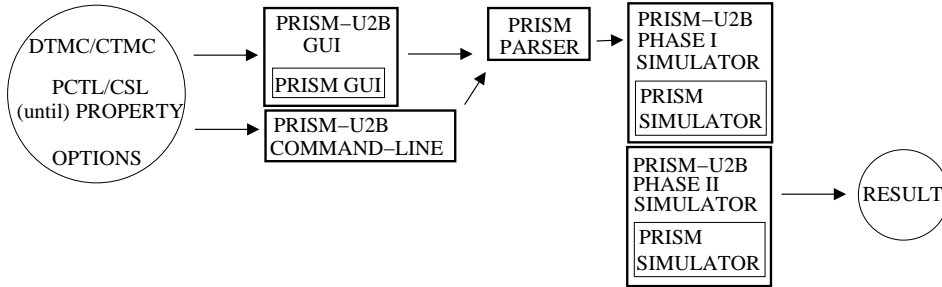 DTMC/CTMC
PCTL/CSL
(until) PROPERTY
OPTIONS
PRISM−U2B
GUI
PRISM GUI
PRISM−U2B
COMMAND−LINE
PRISM
PARSER
PRISM−U2B
PHASE I
SIMULATOR
PRISM
SIMULATOR
PRISM−U2B
PHASE II
SIMULATOR
PRISM
SIMULATOR
RESULT